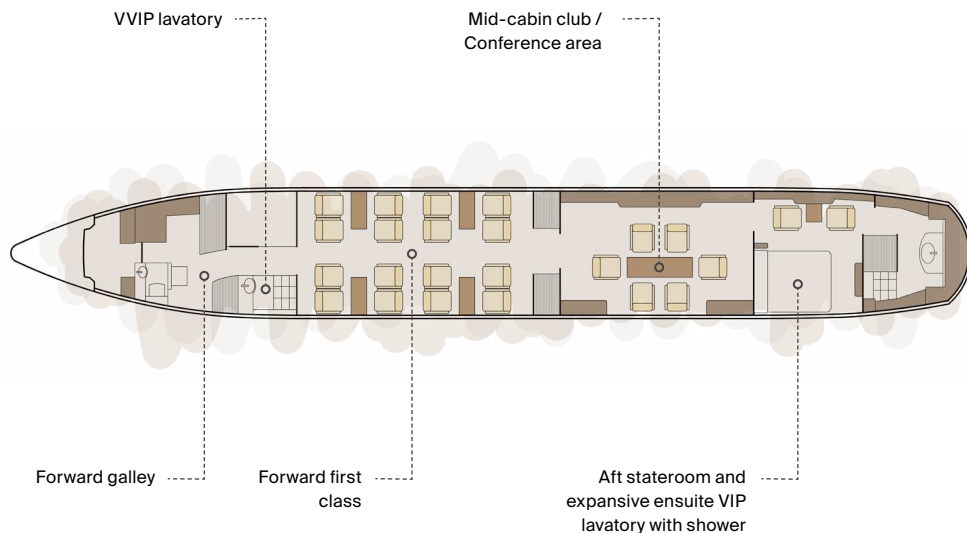 VVIP lavatory
Mid-cabin club /
Conference area
Forward galley
Forward first
class
Aft stateroom and
expansive ensuite VIP
lavatory with shower